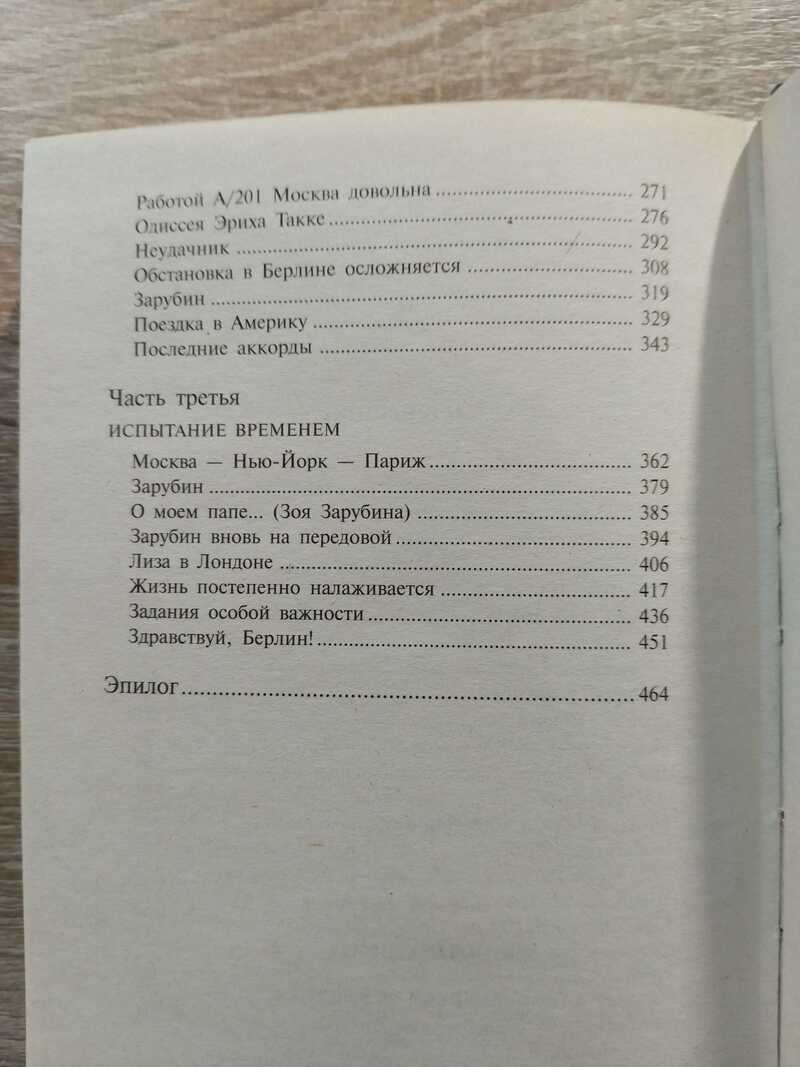 Работой А/201 Москва довольна ........................ 271
Одиссея Эриха Такке ........................ 276
Неудачник ........................ 292
Обстановка в Берлине осложняется ........................ 308
Зарубин ........................ 319
Поездка в Америку ........................ 329
Последние аккорды ........................ 343
Часть третья
ИСПЫТАНИЕ ВРЕМЕНЕМ
Москва — Нью-Йорк — Париж ........................ 362
Зарубин ........................ 379
О моем папе... (Зоя Зарубина) ........................ 385
Зарубин вновь на передовой ........................ 394
Лиза в Лондоне ........................ 406
Жизнь постепенно налаживается ........................ 417
Задания особой важности ........................ 436
Здравствуй, Берлин! ........................ 451
Эпилог ........................ 464